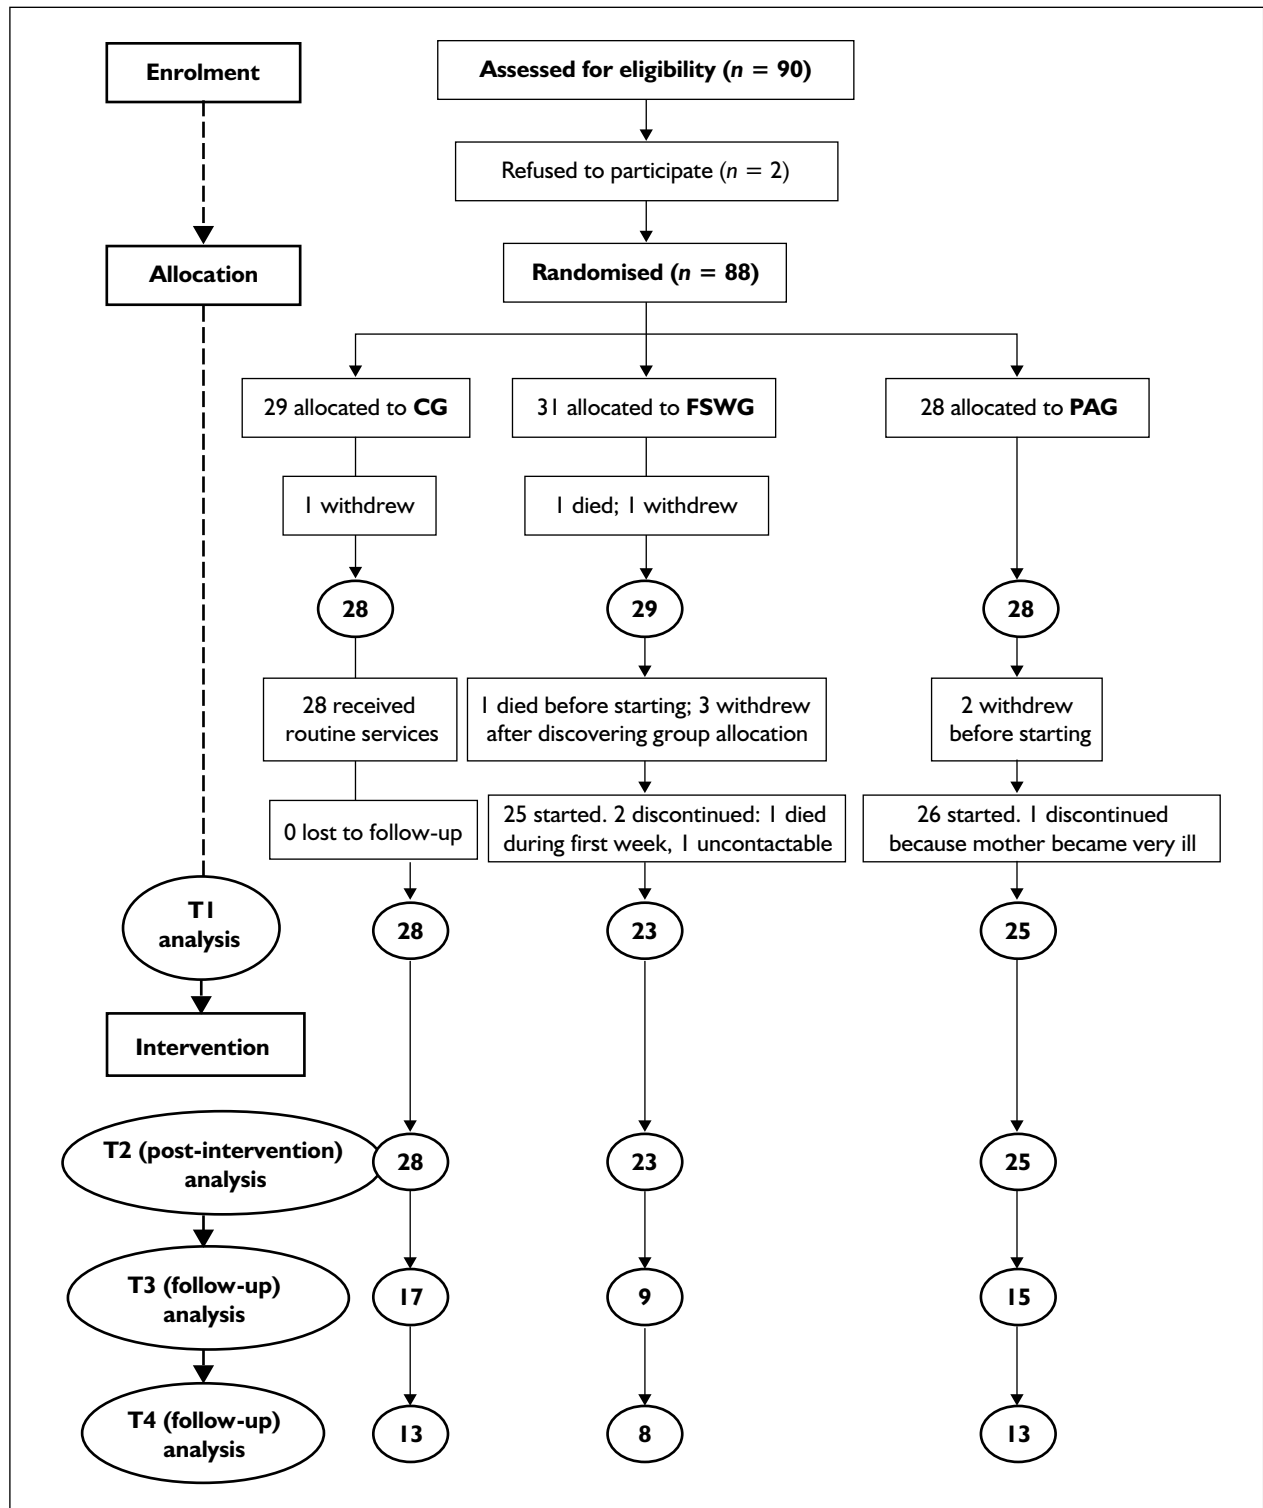 Enrolment
Assessed for eligibility (n = 90)
Refused to participate (n = 2)
Allocation
Randomised (n = 88)
29 allocated to CG
31 allocated to FSWG
28 allocated to PAG
1 withdrew
1 died; 1 withdrew
28
29
28
28 received
routine services
1 died before starting; 3 withdrew
after discovering group allocation
2 withdrew
before starting
0 lost to follow-up
25 started. 2 discontinued: 1 died
during first week, 1 uncontactable
26 started. 1 discontinued
because mother became very ill
T1
analysis
28
23
25
Intervention
T2 (post-intervention)
analysis
28
23
25
T3 (follow-up)
analysis
17
9
15
T4 (follow-up)
analysis
13
8
13